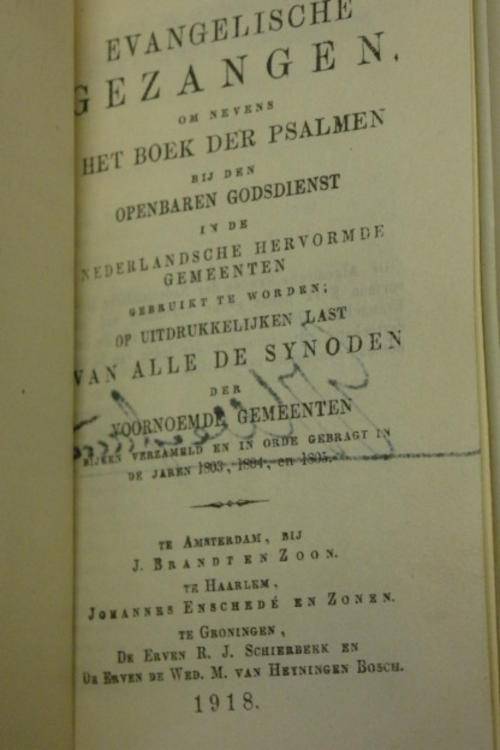 EVANGELISCHE
GEZANGEN,
OM NEVENS
HET BOEK DER PSALMEN
BIJ DEN
OPENBAREN GODSDIENST
IN DE
NEDERLANDSCHE HERVORMDE
GEMEENTEN
GEBRUIKT TE WORDEN;
OP UITDRUKKELIJKEN LAST
VAN ALLE DE SYNODEN
DER
VOORNOEMDE GEMEENTEN
BIJEEN VERZAMELD EN IN ORDE GEBRAGT IN
DE JAREN 1803, 1804, en 1805.
TE AMSTERDAM, BIJ
J. BRANDT EN ZOON.
TE HAARLEM,
JOHANNES ENSCHEDÉ EN ZONEN.
TE GRONINGEN,
DE ERVEN R. J. SCHIERBEEK EN
DE ERVEN DE WED. M. VAN HEYNINGEN BOSCH.
1918.